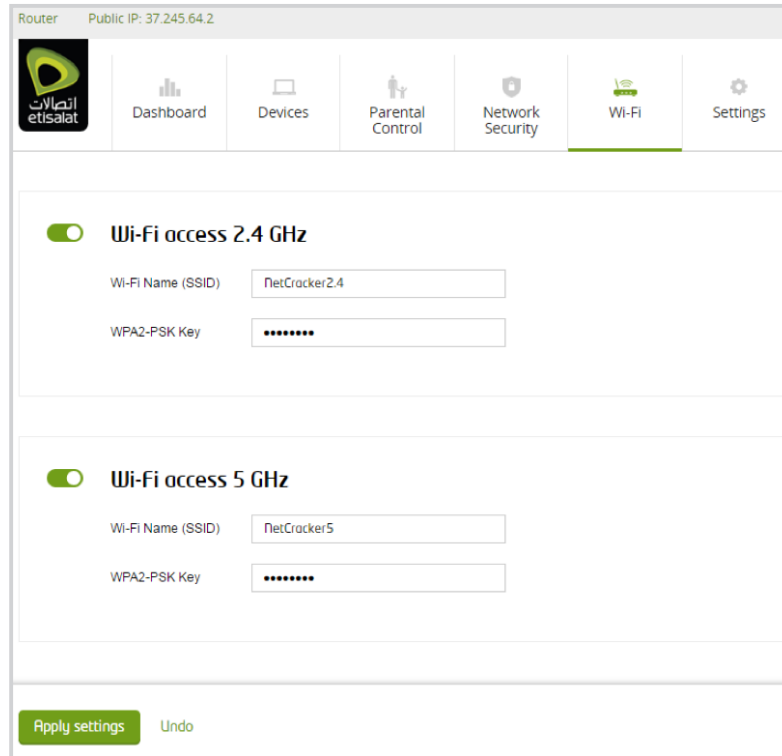 Router Public IP: 37.245.64.2
اتصالات
etisalat
Dashboard
Devices
Parental
Control
Network
Security
Wi-Fi
Settings
Wi-Fi access 2.4 GHz
Wi-Fi Name (SSID) NetCracker2.4
WPA2-PSK Key ••••••••
Wi-Fi access 5 GHz
Wi-Fi Name (SSID) NetCracker5
WPA2-PSK Key ••••••••
Apply settings Undo